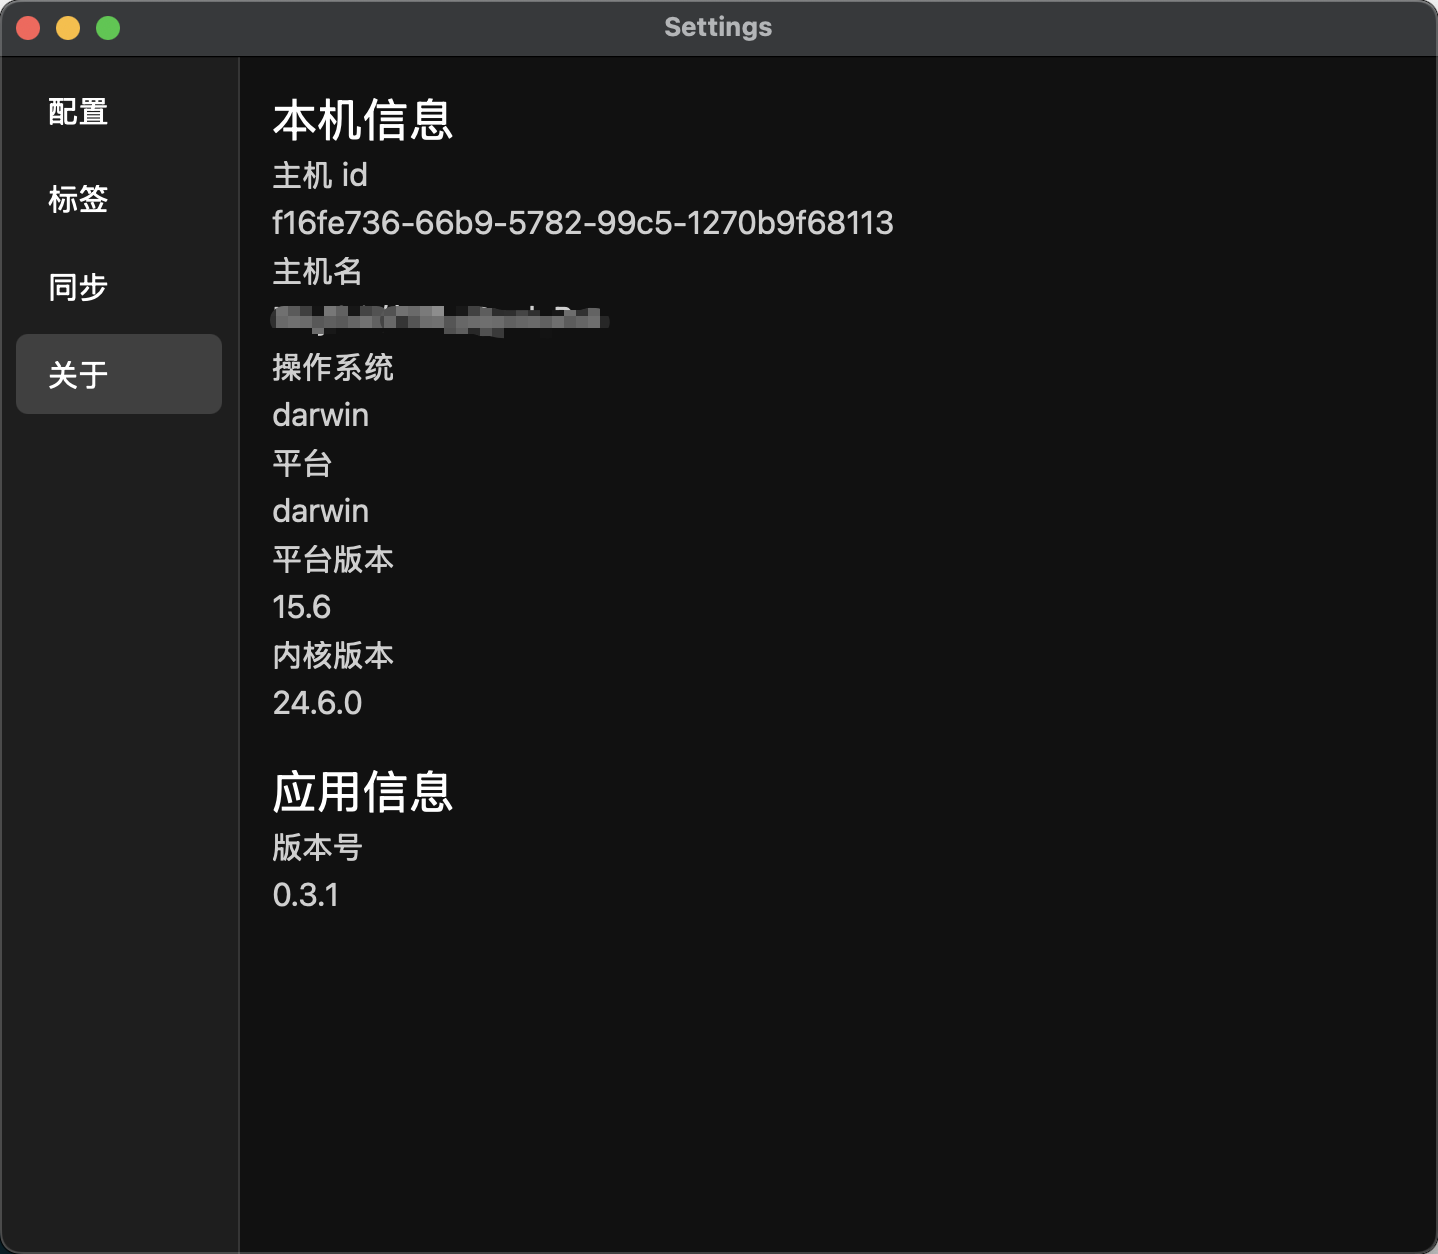 Settings
配置
标签
同步
关于
本机信息
主机 id
f16fe736-66b9-5782-99c5-1270b9f68113
主机名
操作系统
darwin
平台
darwin
平台版本
15.6
内核版本
24.6.0
应用信息
版本号
0.3.1